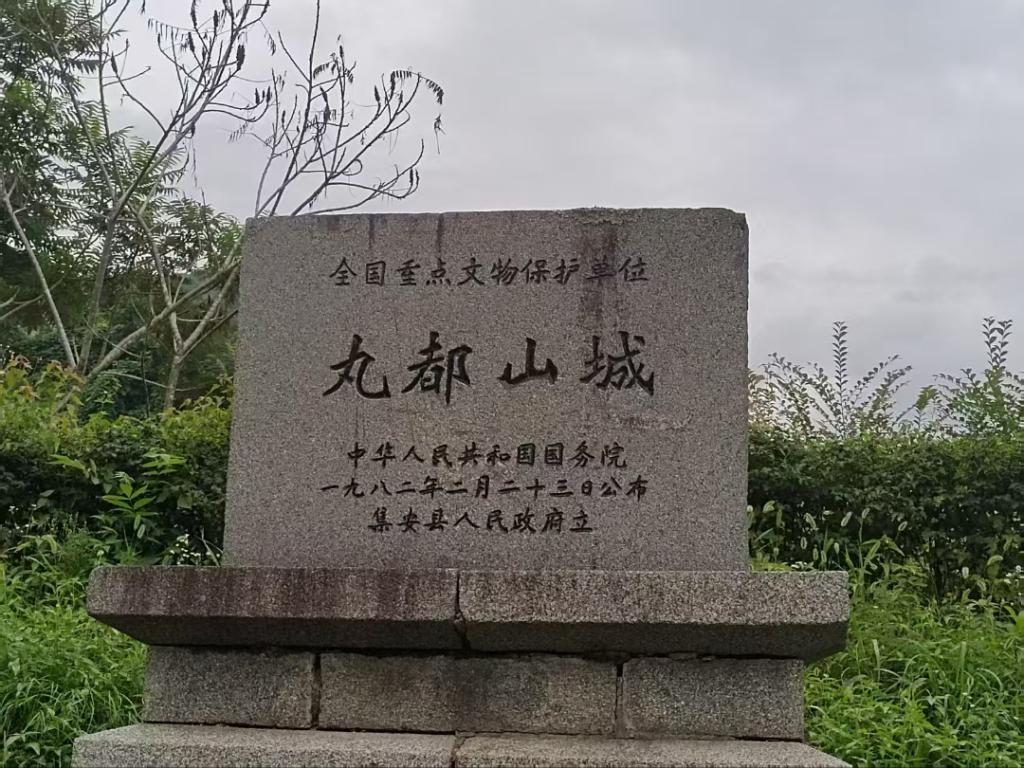 全国重点文物保护单位
丸都山城
中华人民共和国国务院
一九八二年二月二十三日公布
集安县人民政府立